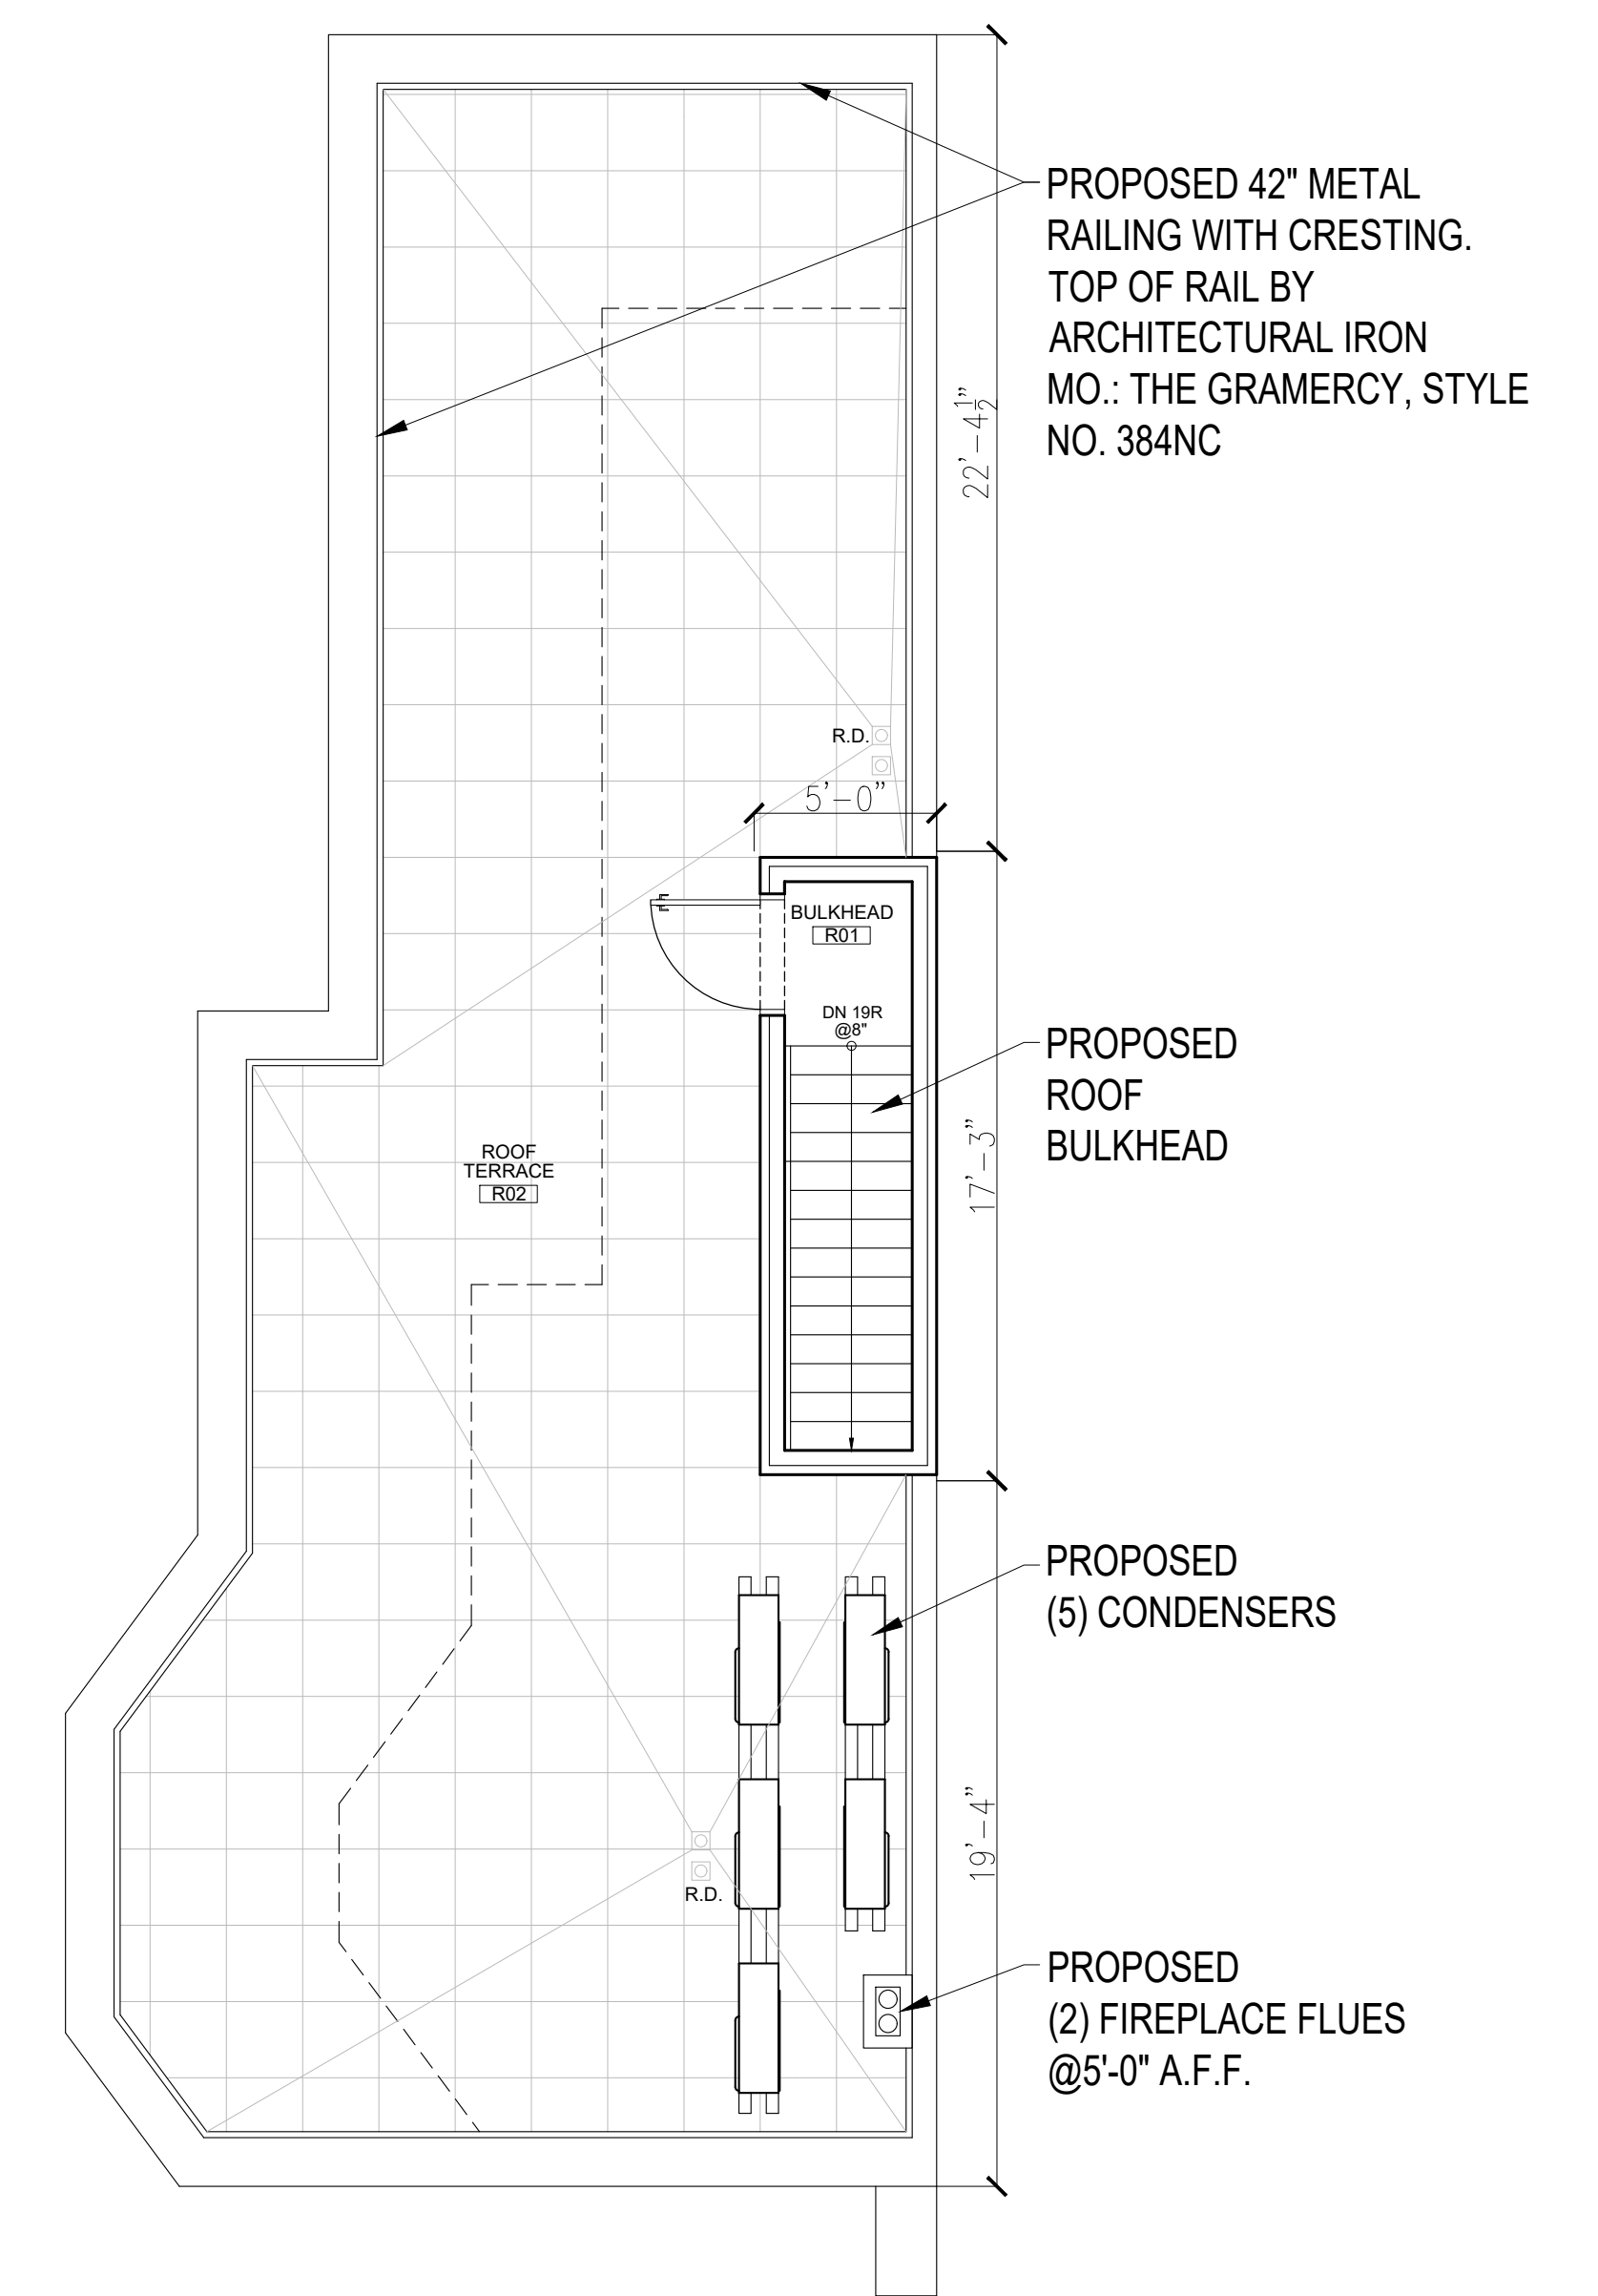 PROPOSED 42" METAL
RAILING WITH CRESTING.
TOP OF RAIL BY
ARCHITECTURAL IRON
MO.: THE GRAMERCY, STYLE
NO. 384NC
22'-4 1/2"
R.D.
5'-0"
BULKHEAD
R01
DN 19R
@8"
PROPOSED
ROOF
BULKHEAD
17'-3"
ROOF
TERRACE
R02
PROPOSED
(5) CONDENSERS
19'-4"
R.D.
PROPOSED
(2) FIREPLACE FLUES
@5'-0" A.F.F.